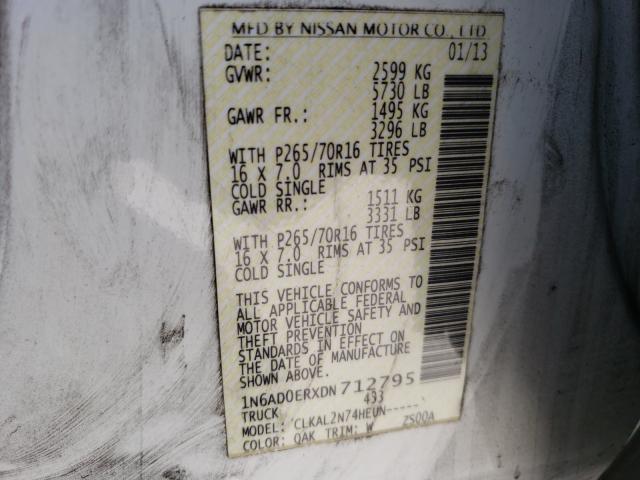 MFD BY NISSAN MOTOR CO., LTD
DATE: 01/13
GVWR: 2599 KG
5730 LB
GAWR FR.: 1495 KG
3296 LB
WITH P265/70R16 TIRES
16 X 7.0 RIMS AT 35 PSI
COLD SINGLE
GAWR RR.: 1511 KG
3331 LB
WITH P265/70R16 TIRES
16 X 7.0 RIMS AT 35 PSI
COLD SINGLE
THIS VEHICLE CONFORMS TO
ALL APPLICABLE FEDERAL
MOTOR VEHICLE SAFETY AND
THEFT PREVENTION
STANDARDS IN EFFECT ON
THE DATE OF MANUFACTURE
SHOWN ABOVE.
1N6AD0ERXDN712795
TRUCK 433
MODEL: CLKAL2N74HEUN-----
COLOR: QAK TRIM: W 2S00A